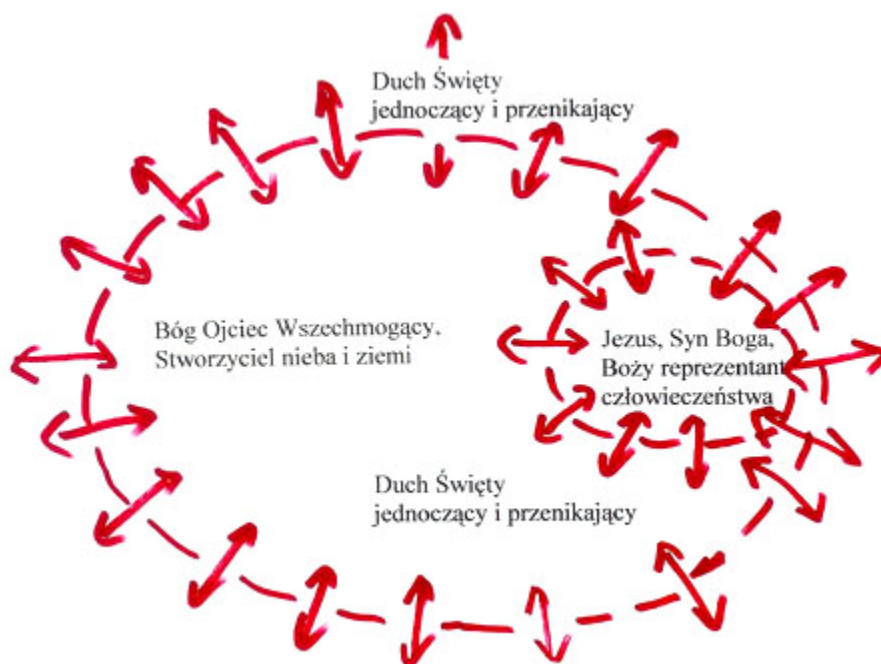 Duch Święty
jednoczący i przenikający
Bóg Ojciec Wszechmogący,
Stworzyciel nieba i ziemi
Jezus, Syn Boga,
Boży reprezentant
człowieczeństwa
Duch Święty
jednoczący i przenikający